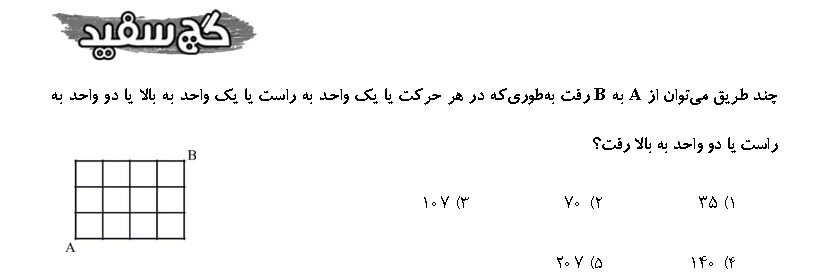 گچ سفید
چند طریق می‌توان از A به B رفت به‌طوری‌که در هر حرکت یا یک واحد به راست یا یک واحد به بالا یا دو واحد به
راست یا دو واحد به بالا رفت؟
B
A
۱) ۳۵ ۲) ۷۰ ۳) ۱۰۷
۴) ۱۴۰ ۵) ۲۰۷